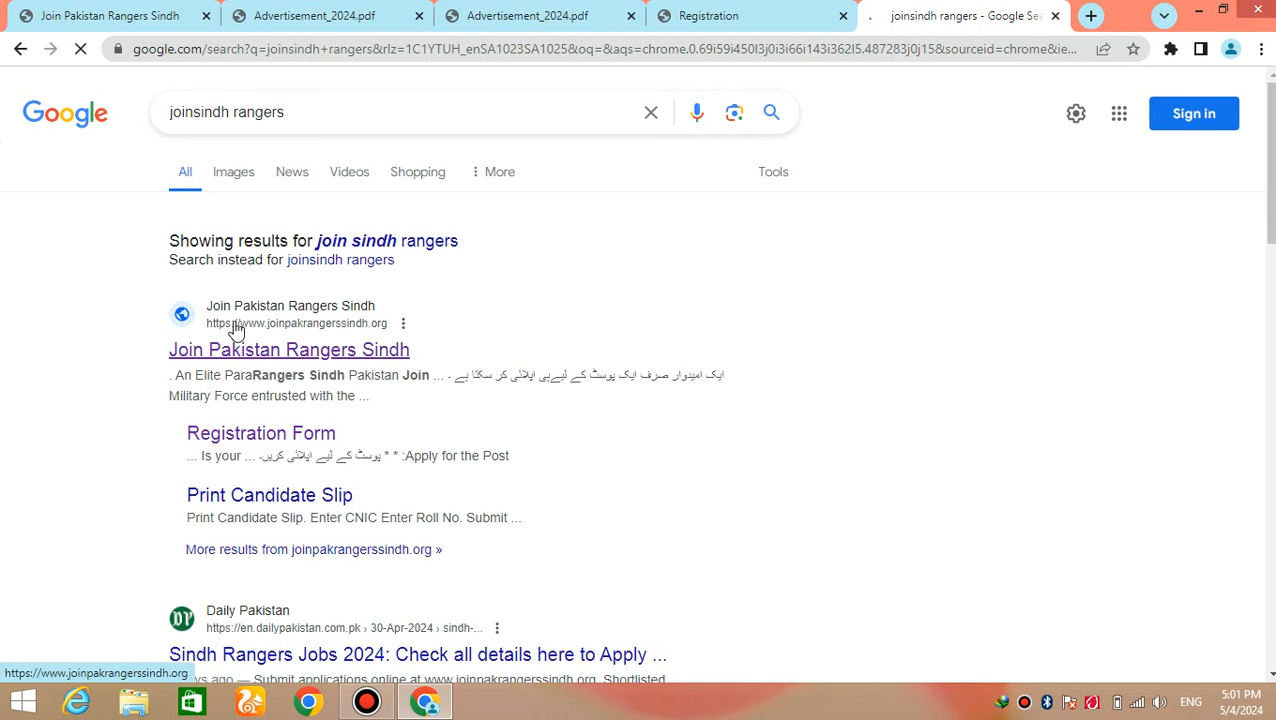 Join Pakistan Rangers Sindh
Advertisement_2024.pdf
Advertisement_2024.pdf
Registration
joinsindh rangers - Google Sea
google.com/search?q=joinsindh+rangers&rlz=1C1YTUH_enSA1023SA1025&oq=&aqs=chrome.0.69i59i450l3j0i3i66i143i362l5.487283j0j15&sourceid=chrome&ie...
Google
joinsindh rangers
Sign in
All
Images
News
Videos
Shopping
More
Tools
Showing results for join sindh rangers
Search instead for joinsindh rangers
Join Pakistan Rangers Sindh
https://www.joinpakrangerssindh.org
Join Pakistan Rangers Sindh
. An Elite ParaRangers Sindh Pakistan Join ... ایک امیدوار صرف ایک پوسٹ کے لیےہی اپلائی کر سکتا ہے ۔
Military Force entrusted with the ...
Registration Form
... Is your ... پوسٹ کے لیے اپلائی کریں۔ * * :Apply for the Post
Print Candidate Slip
Print Candidate Slip. Enter CNIC Enter Roll No. Submit ...
More results from joinpakrangerssindh.org »
DP
Daily Pakistan
https://en.dailypakistan.com.pk › 30-Apr-2024 › sindh-...
Sindh Rangers Jobs 2024: Check all details here to Apply ...
ago — Submit applications online at www.joinpakrangerssindh.org. Shortlisted
https://www.joinpakrangerssindh.org
ENG
5:01 PM
5/4/2024